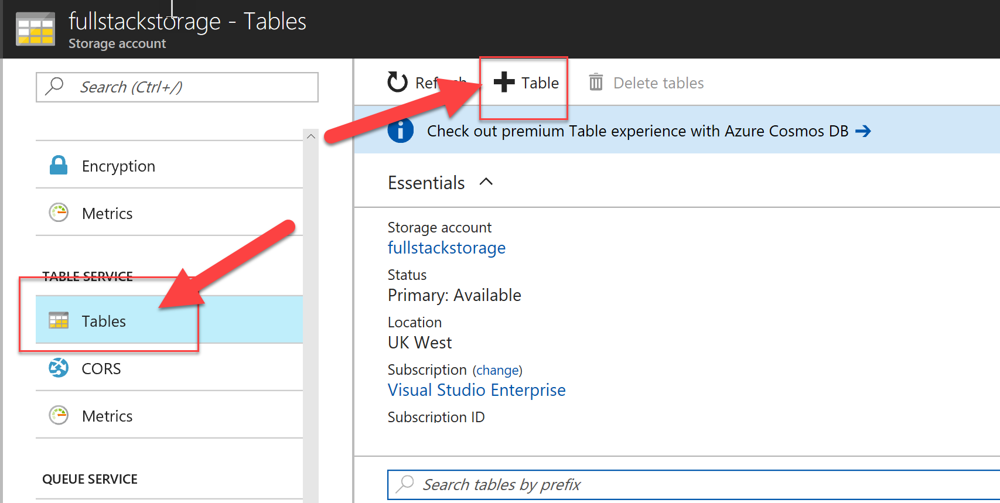 fullstackstorage - Tables
Storage account
Search (Ctrl+/)
Encryption
Metrics
TABLE SERVICE
Tables
CORS
Metrics
QUEUE SERVICE
Refresh
Table
Delete tables
Check out premium Table experience with Azure Cosmos DB
Essentials
Storage account
fullstackstorage
Status
Primary: Available
Location
UK West
Subscription (change)
Visual Studio Enterprise
Subscription ID
Search tables by prefix